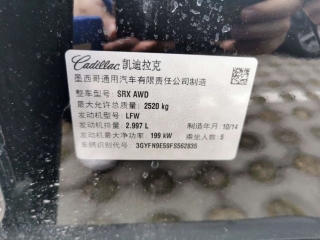 Cadillac 凯迪拉克
墨西哥通用汽车有限责任公司制造
整车型号: SRX AWD
最大允许总质量: 2520 kg
发动机型号: LFW
发动机排量: 2.997 L 制造年月: 10/14
发动机最大净功率: 199 kW 乘坐人数: 5
车辆识别代号: 3GYFN9E59FS562835